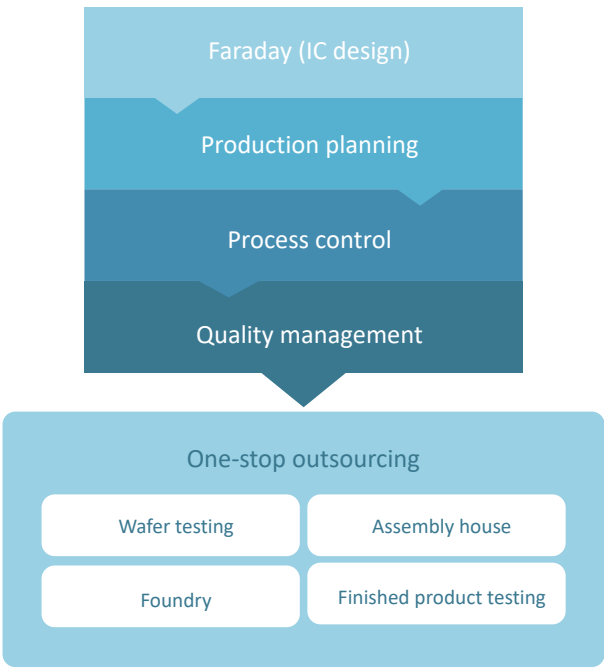 Faraday (IC design)
Production planning
Process control
Quality management
One-stop outsourcing
Wafer testing
Assembly house
Foundry
Finished product testing